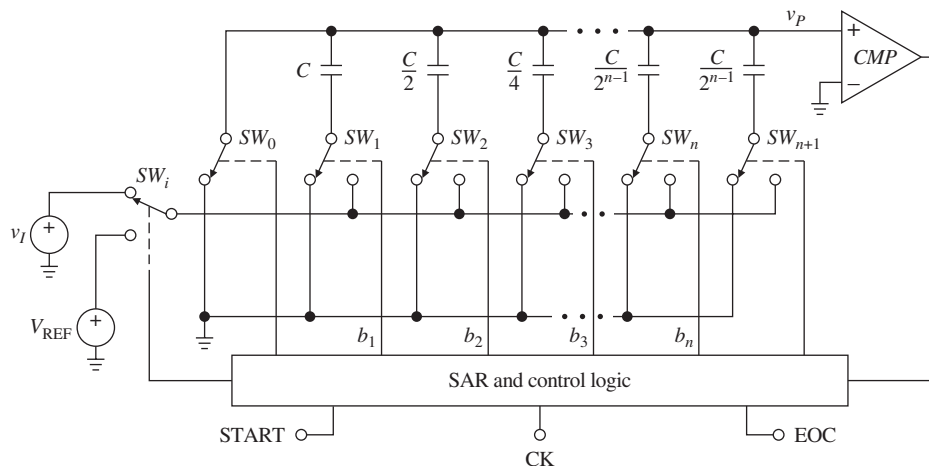 v_P
+
CMP
−
C
C/2
C/4
C/2^{n−1}
C/2^{n−1}
SW_0
SW_1
SW_2
SW_3
SW_n
SW_{n+1}
SW_i
v_I
+
V_REF
+
b_1
b_2
b_3
b_n
SAR and control logic
START
CK
EOC